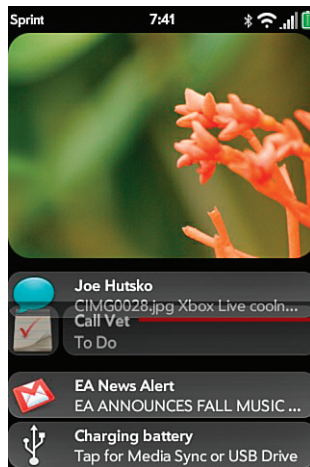 Sprint 7:41
Joe Hutsko
CIMG0028.jpg Xbox Live cooln...
Call Vet
To Do
EA News Alert
EA ANNOUNCES FALL MUSIC ...
Charging battery
Tap for Media Sync or USB Drive